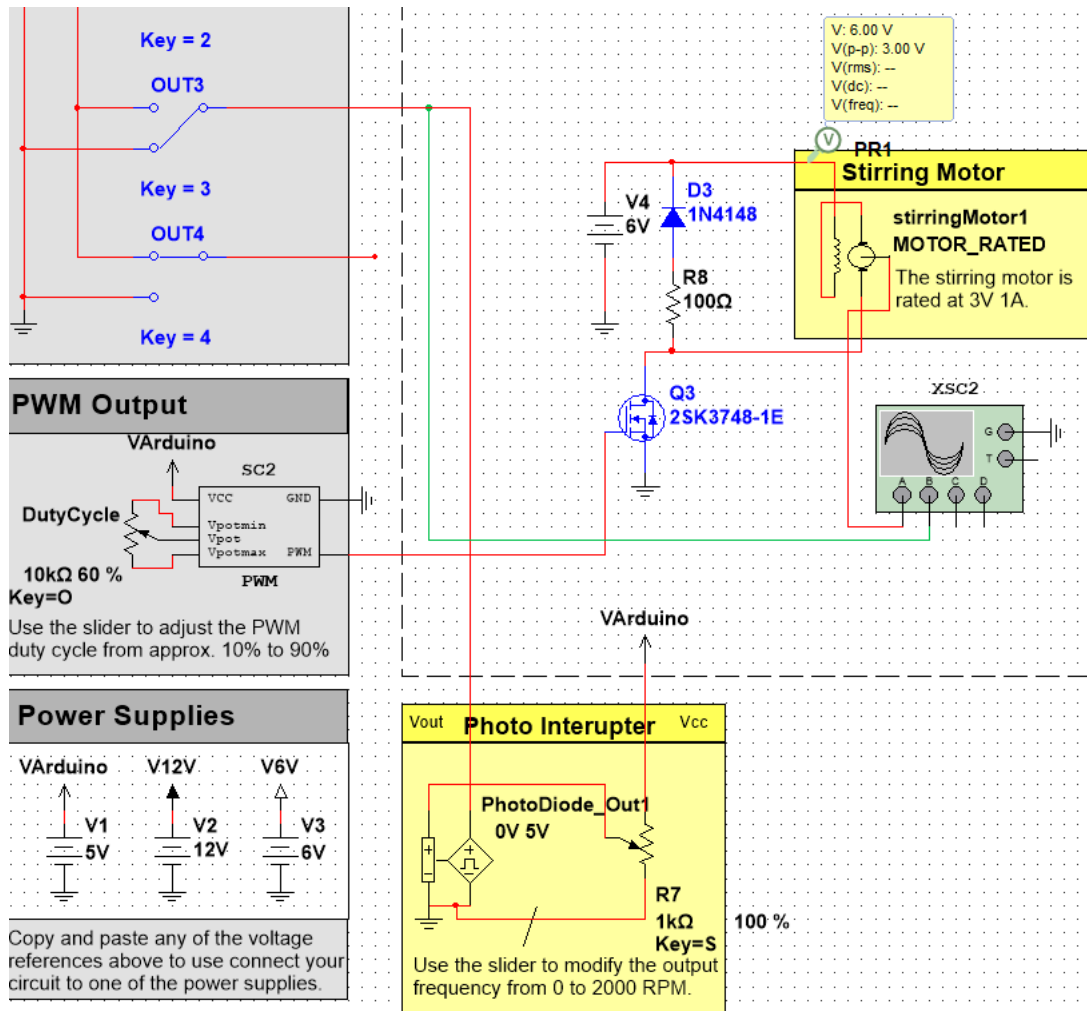 Key = 2
OUT3
Key = 3
OUT4
Key = 4
V: 6.00 V
V(p-p): 3.00 V
V(rms): --
V(dc): --
V(freq): --
V
PR1
Stirring Motor
stirringMotor1
MOTOR_RATED
The stirring motor is
rated at 3V 1A.
V4
6V
D3
1N4148
R8
100Ω
Q3
2SK3748-1E
XSC2
G
T
A B C D
PWM Output
VArduino
SC2
VCC GND
Vpotmin
Vpot
Vpotmax PWM
PWM
DutyCycle
10kΩ 60 %
Key=O
Use the slider to adjust the PWM
duty cycle from approx. 10% to 90%
Power Supplies
VArduino V12V V6V
V1
5V
V2
12V
V3
6V
Copy and paste any of the voltage
references above to use connect your
circuit to one of the power supplies.
VArduino
Vout Photo Interupter Vcc
PhotoDiode_Out1
0V 5V
R7
1kΩ 100 %
Key=S
Use the slider to modify the output
frequency from 0 to 2000 RPM.